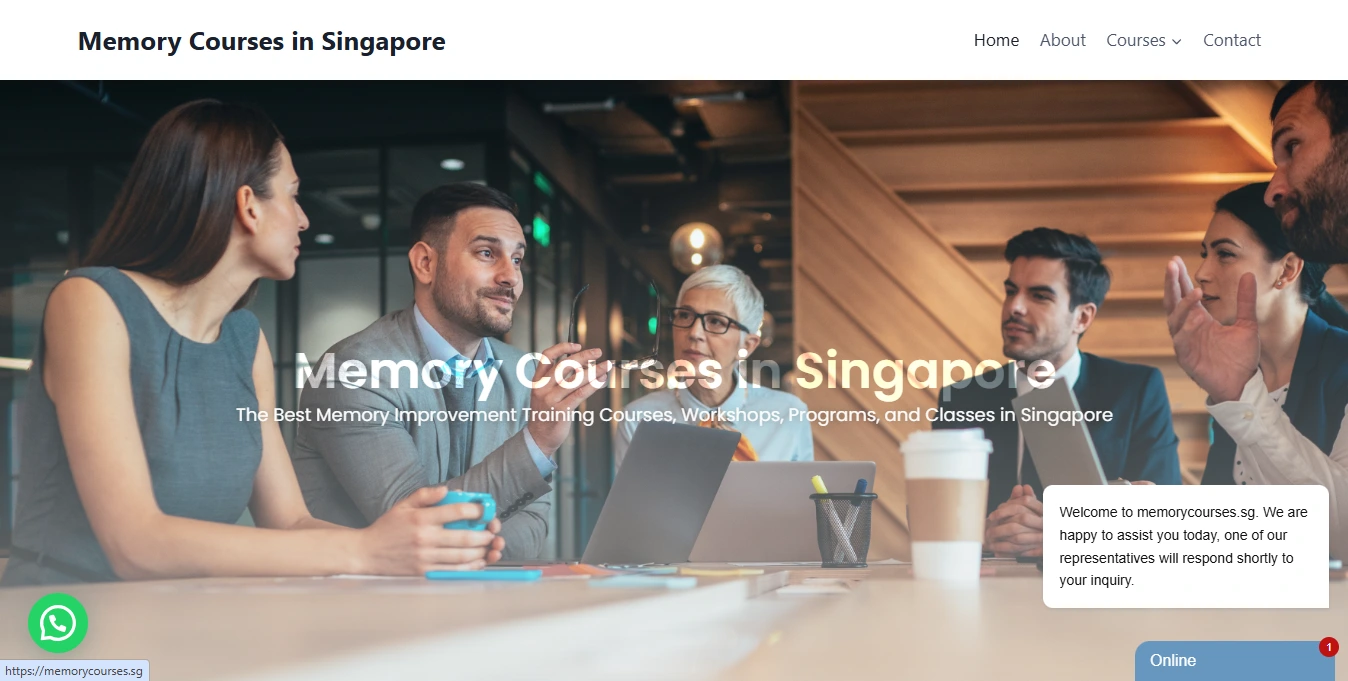 Memory Courses in Singapore
Home
About
Courses
Contact
Memory Courses in Singapore
The Best Memory Improvement Training Courses, Workshops, Programs, and Classes in Singapore
Welcome to memorycourses.sg. We are
happy to assist you today, one of our
representatives will respond shortly to
your inquiry.
1
Online
https://memorycourses.sg